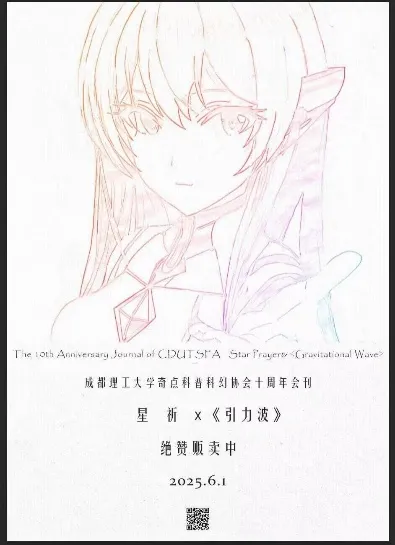 The 10th Anniversary Journal of CDUTSFA Star Prayer&<Gravitational Wave>
成都理工大学奇点科普科幻协会十周年会刊
星 祈 x《引力波》
绝赞贩卖中
2025.6.1